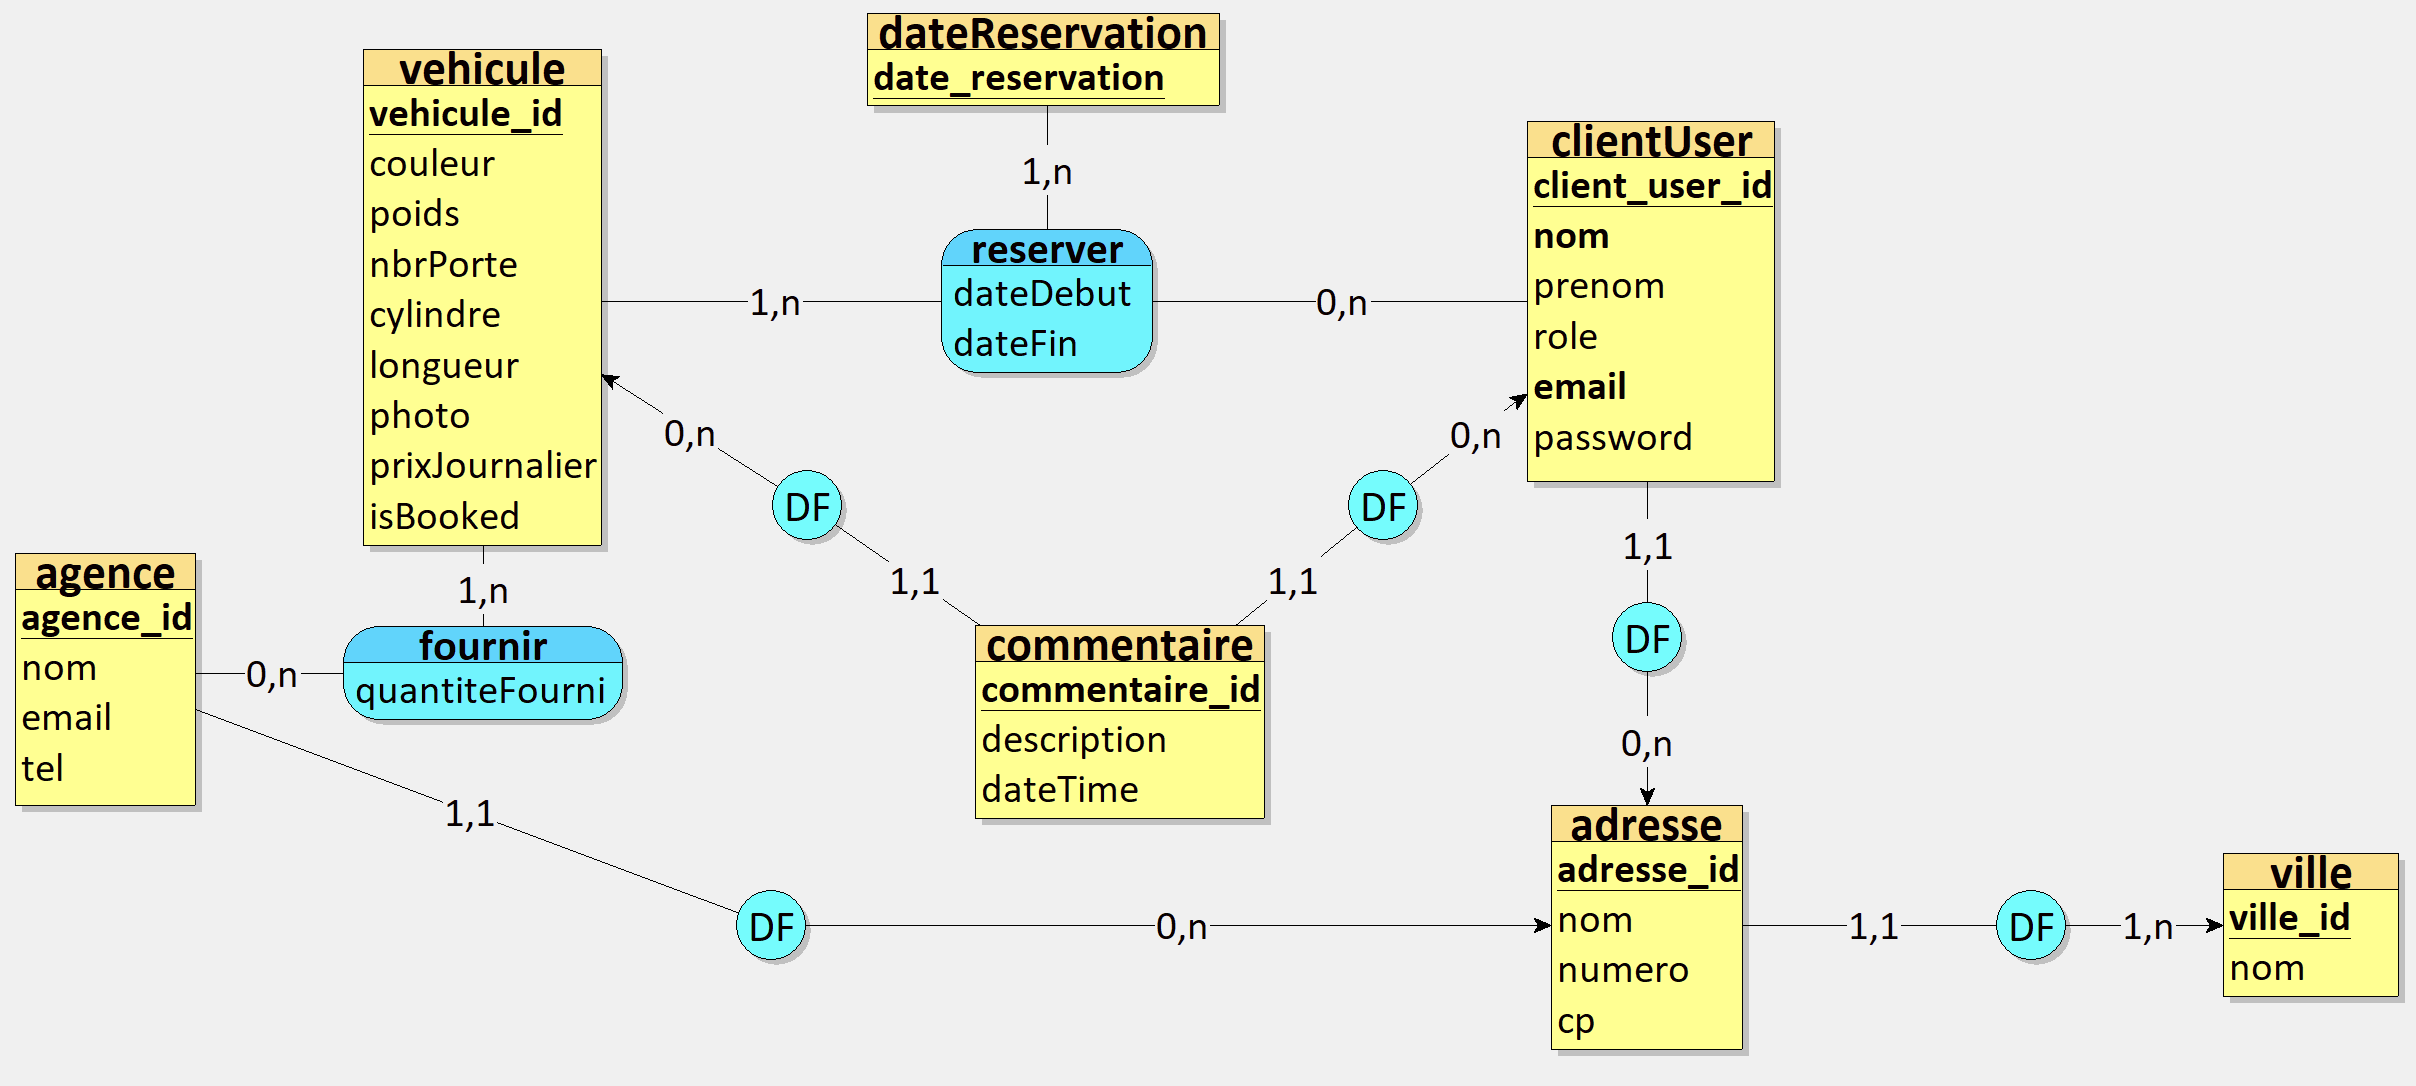 dateReservation
date_reservation
1,n
vehicule
vehicule_id
couleur
poids
nbrPorte
cylindre
longueur
photo
prixJournalier
isBooked
1,n
reserver
dateDebut
dateFin
0,n
clientUser
client_user_id
nom
prenom
role
email
password
0,n
DF
1,1
0,n
DF
1,1
1,1
DF
0,n
agence
agence_id
nom
email
tel
0,n
1,n
fournir
quantiteFourni
commentaire
commentaire_id
description
dateTime
1,1
DF
0,n
adresse
adresse_id
nom
numero
cp
1,1
DF
1,n
ville
ville_id
nom